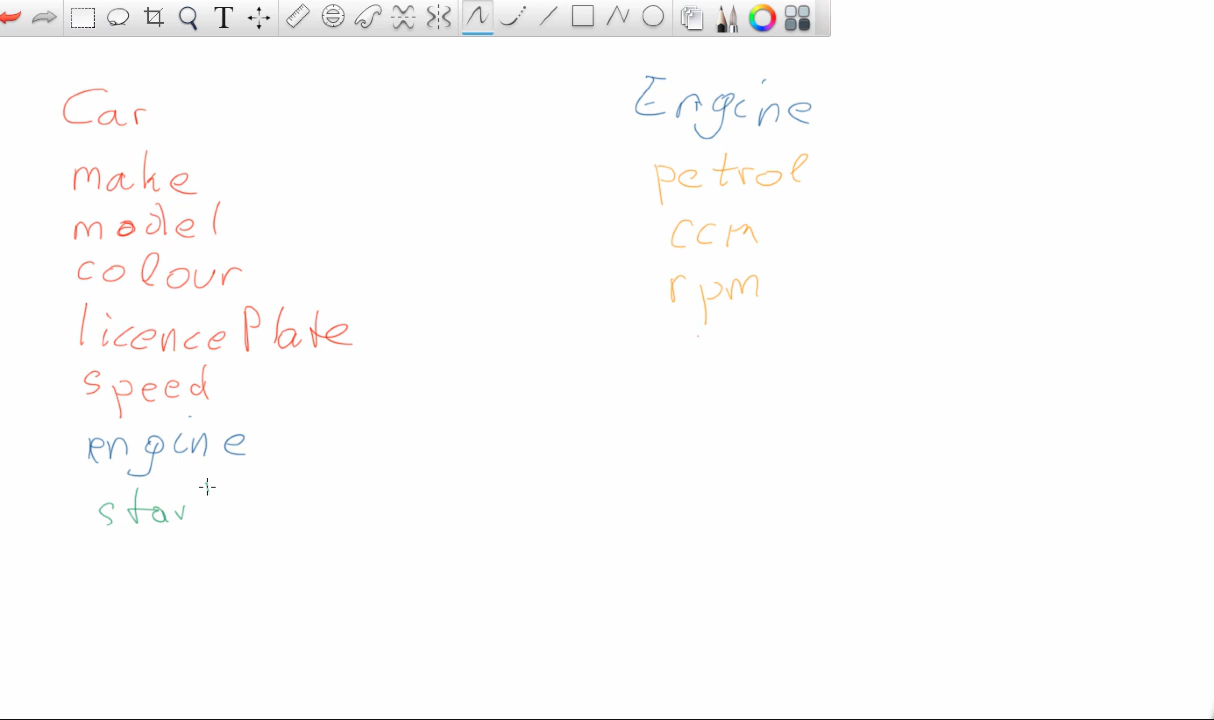 Car
make
model
colour
licencePlate
speed
engine
star
Engine
petrol
ccm
rpm